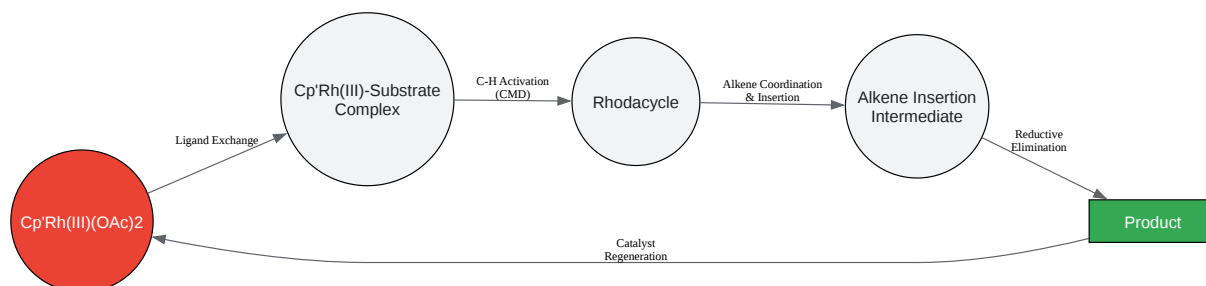 Cp'Rh(III)(OAc)2
Ligand Exchange
Cp'Rh(III)-Substrate
Complex
C-H Activation
(CMD)
Rhodacycle
Alkene Coordination
& Insertion
Alkene Insertion
Intermediate
Reductive
Elimination
Product
Catalyst
Regeneration